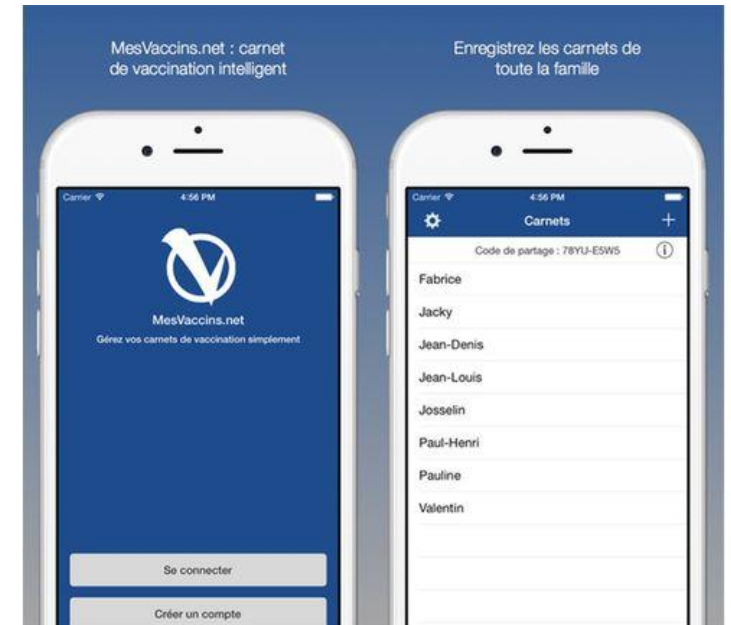 MesVaccins.net : carnet
de vaccination intelligent
Carrier
4:56 PM
MesVaccins.net
Gérez vos carnets de vaccination simplement
Se connecter
Créer un compte
Enregistrez les carnets de
toute la famille
Carrier
4:56 PM
Carnets
Code de partage : 78YU-E5W5
Fabrice
Jacky
Jean-Denis
Jean-Louis
Josselin
Paul-Henri
Pauline
Valentin